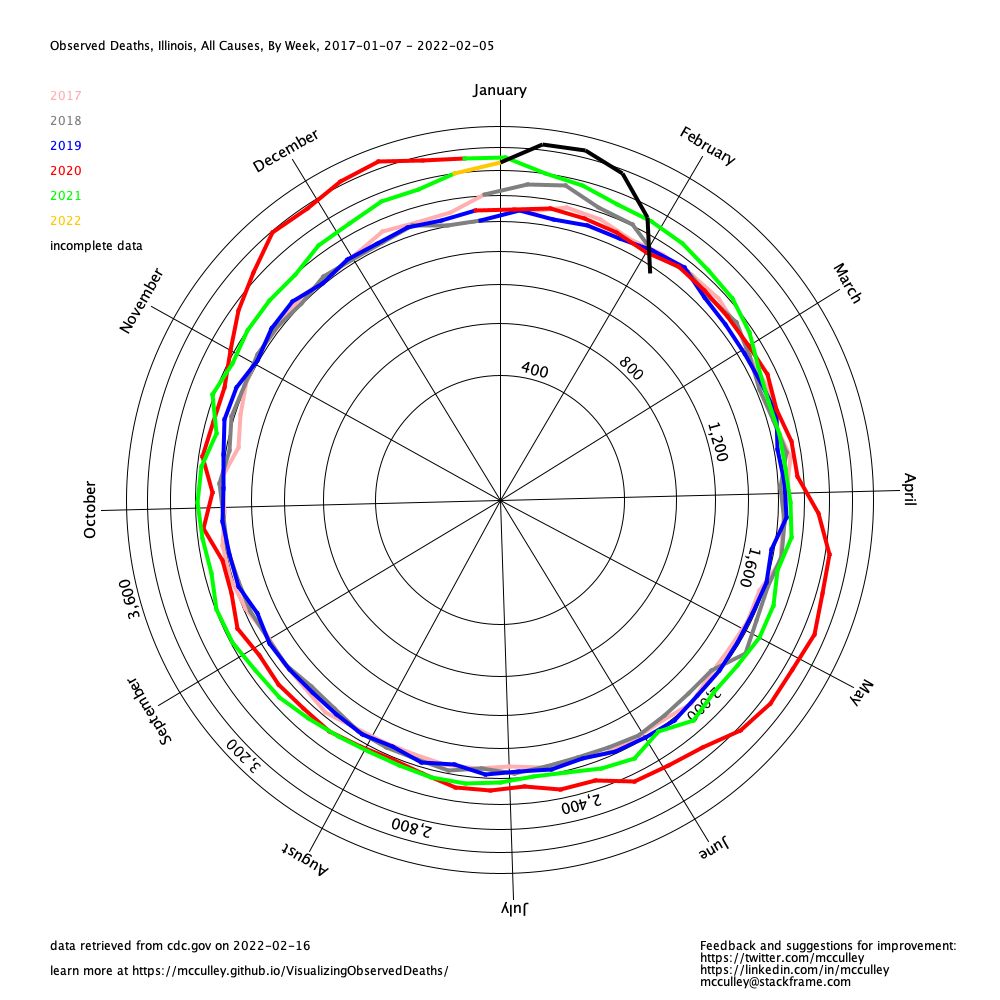 Observed Deaths, Illinois, All Causes, By Week, 2017-01-07 - 2022-02-05
2017
2018
2019
2020
2021
2022
incomplete data
January
February
March
April
May
June
July
August
September
October
November
December
400
800
1,200
1,600
2,000
2,400
2,800
3,200
3,600
data retrieved from cdc.gov on 2022-02-16
learn more at https://mcculley.github.io/VisualizingObservedDeaths/
Feedback and suggestions for improvement:
https://twitter.com/mcculley
https://linkedin.com/in/mcculley
mcculley@stackframe.com